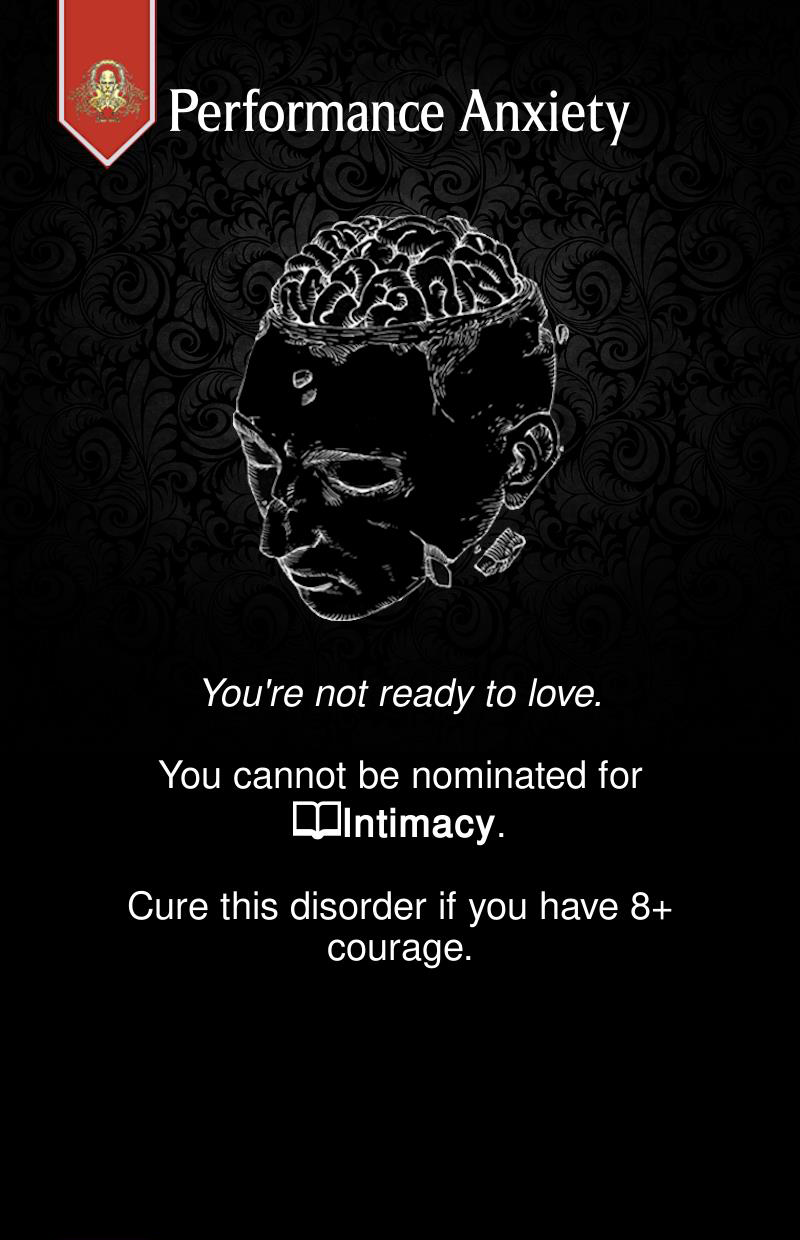 Performance Anxiety
You're not ready to love.
You cannot be nominated for
Intimacy.
Cure this disorder if you have 8+
courage.